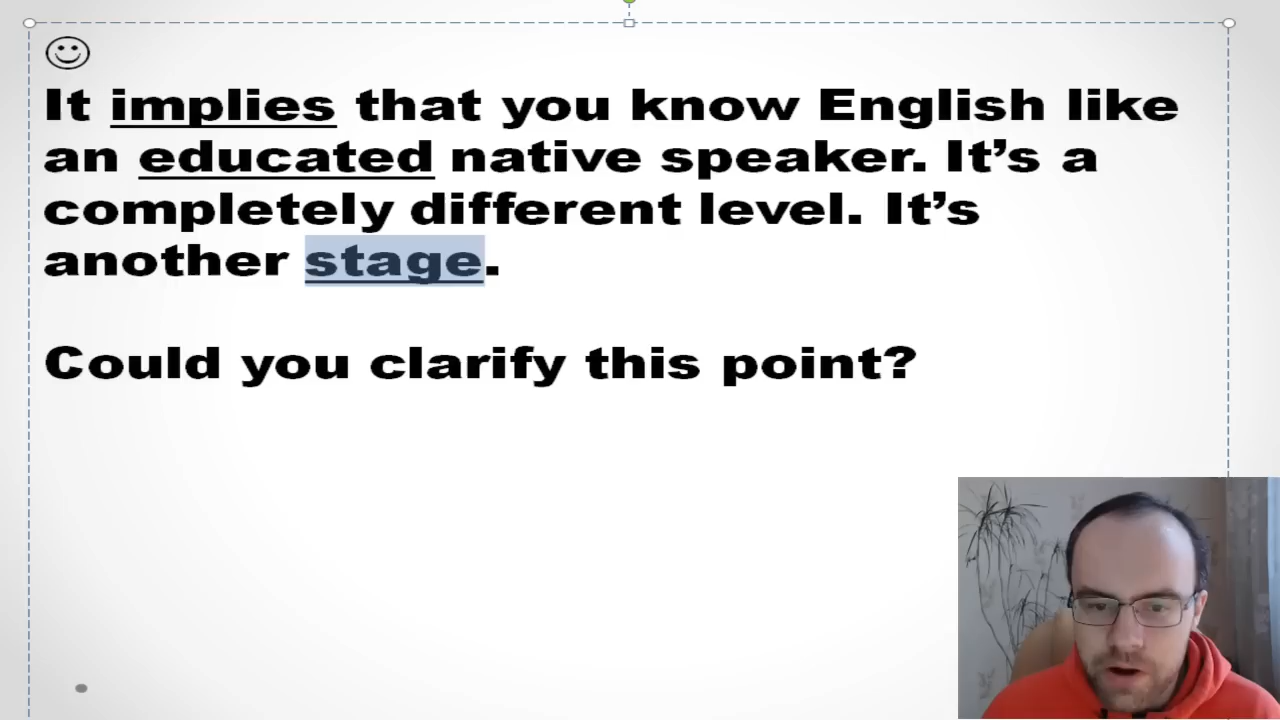 It implies that you know English like
an educated native speaker. It’s a
completely different level. It’s
another stage.
Could you clarify this point?